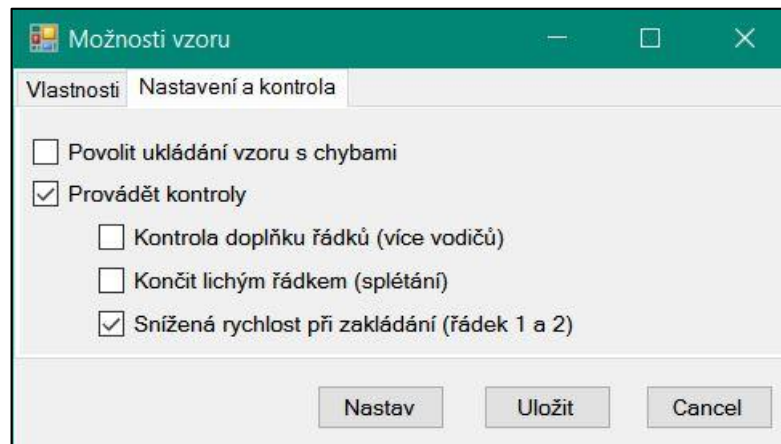 Možnosti vzoru
Vlastnosti Nastavení a kontrola
Povolit ukládání vzoru s chybami
Provádět kontroly
Kontrola doplňku řádků (více vodičů)
Končit lichým řádkem (splétání)
Snížená rychlost při zakládání (řádek 1 a 2)
Nastav Uložit Cancel